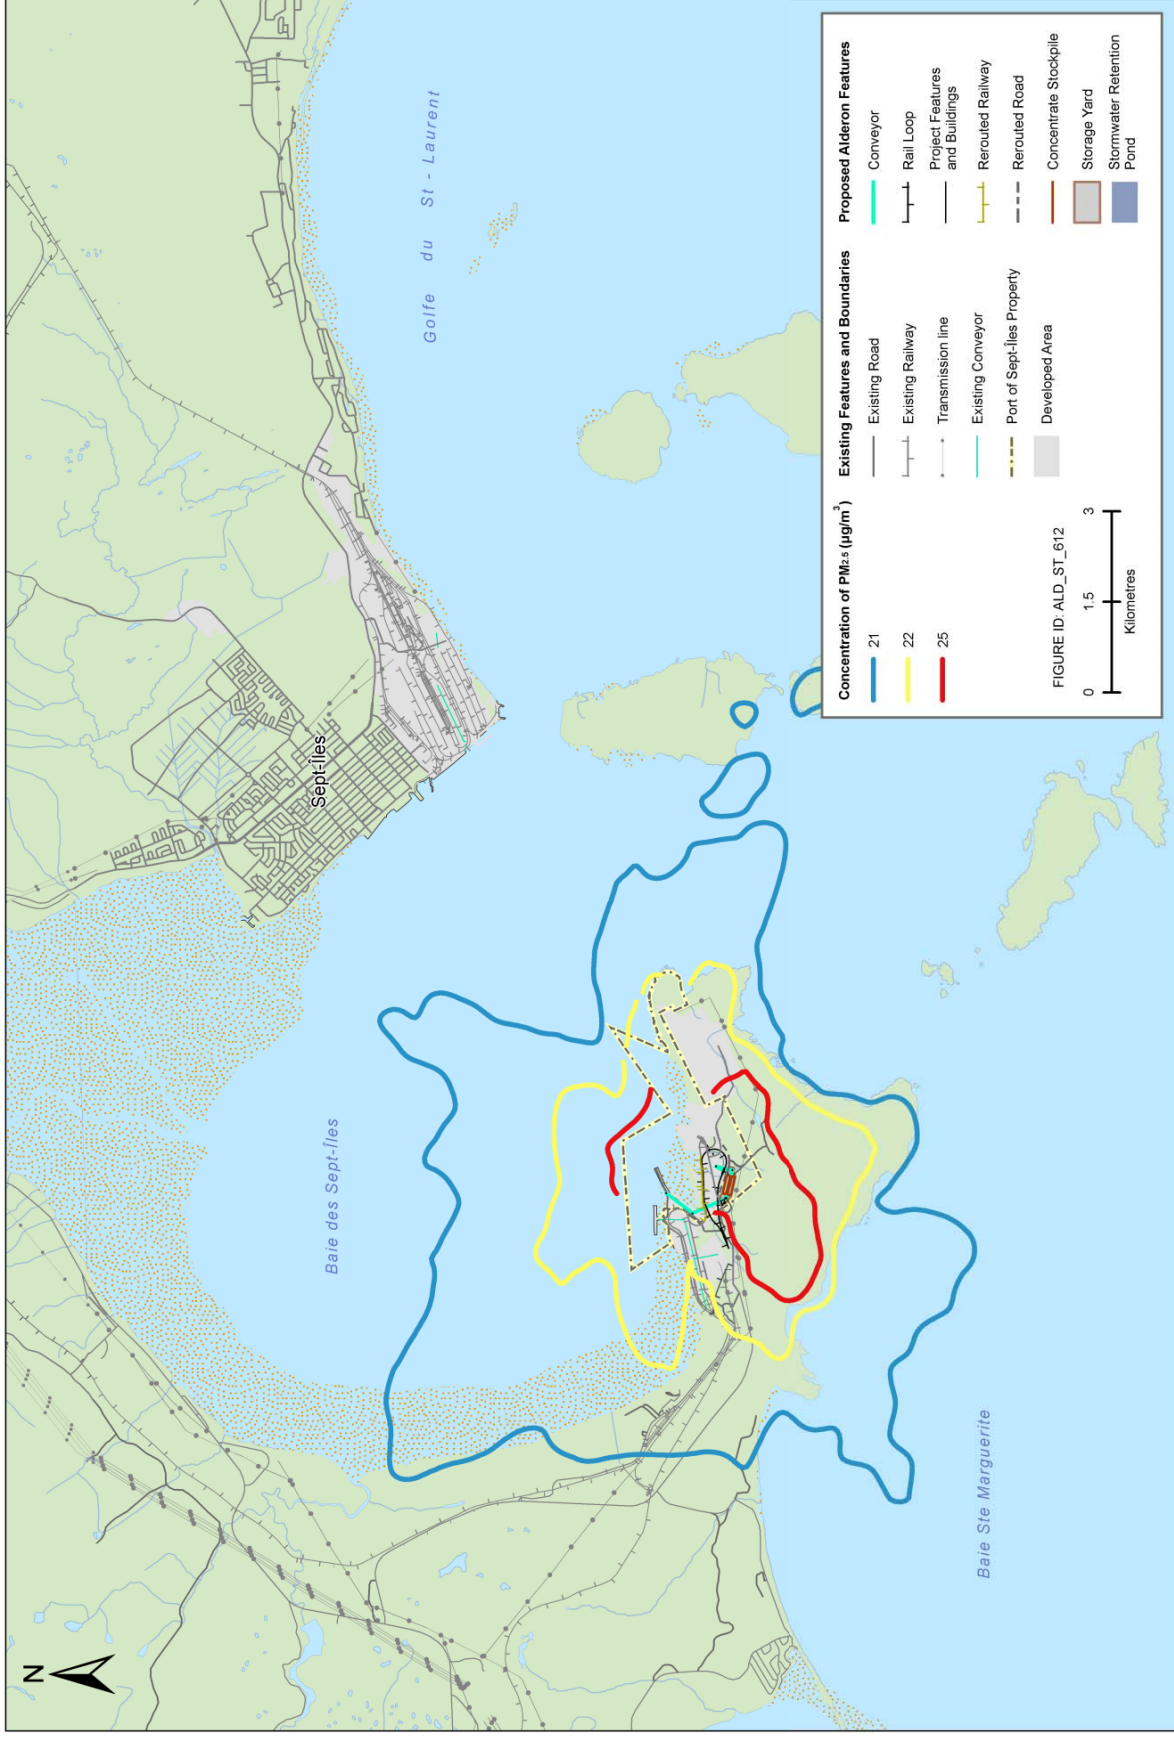 N
Sept-Îles
Golfe du St - Laurent
Baie des Sept-Îles
Baie Ste Marguerite
Concentration of PM2.5 (µg/m³)
21
22
25
FIGURE ID: ALD_ST_612
0 1.5 3
Kilometres
Existing Features and Boundaries
Existing Road
Existing Railway
Transmission line
Existing Conveyor
Port of Sept-Îles Property
Developed Area
Proposed Alderon Features
Conveyor
Rail Loop
Project Features
and Buildings
Rerouted Railway
Rerouted Road
Concentrate Stockpile
Storage Yard
Stormwater Retention
Pond